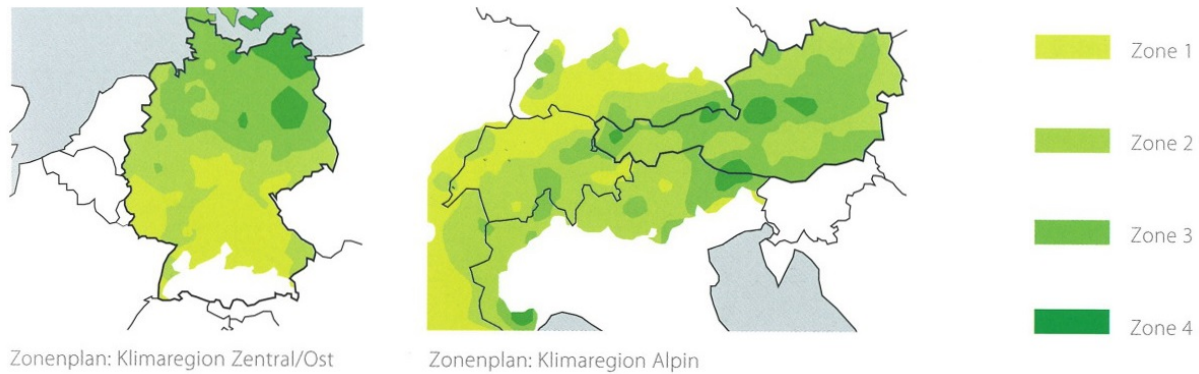 Zone 1
Zone 2
Zone 3
Zone 4
Zonenplan: Klimaregion Zentral/Ost
Zonenplan: Klimaregion Alpin